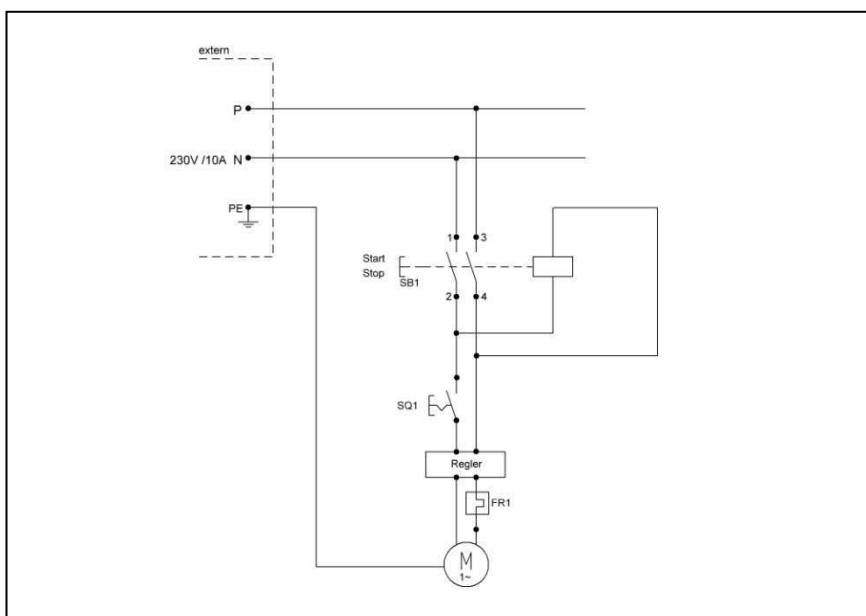 extern
P
230V /10A N
PE
1 3
Start
Stop
SB1
2 4
SQ1
Regler
FR1
M
1~